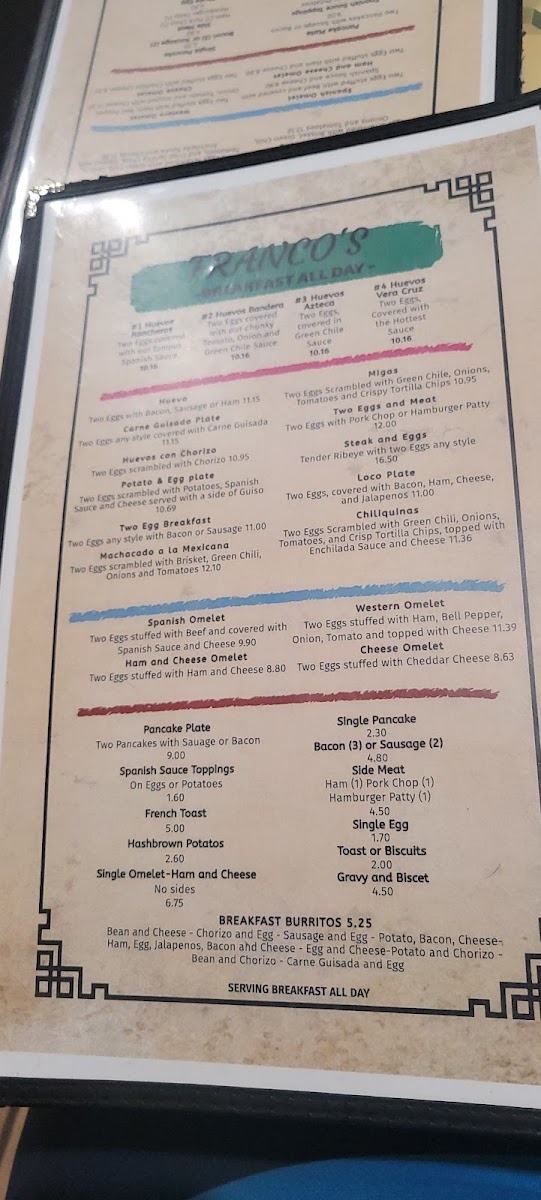 FRANCO'S
-BREAKFAST ALL DAY-
#1 Huevos
Rancheros
Two Eggs covered
with our famous
Spanish Sauce.
10.16
#2 Huevos Bandera
Two Eggs covered
with our chunky
Tomato, Onion and
Green Chile Sauce
10.16
#3 Huevos
Azteca
Two Eggs,
covered in
Green Chile
Sauce
10.16
#4 Huevos
Vera Cruz
Two Eggs,
Covered with
the Hottest
Sauce
10.16
Huevo
Two Eggs with Bacon, Sausage or Ham 11.15
Carne Guisado Plate
Two Eggs any style covered with Carne Guisada
11.15
Huevos con Chorizo
Two Eggs scrambled with Chorizo 10.95
Potato & Egg plate
Two Eggs scrambled with Potatoes, Spanish
Sauce and Cheese served with a side of Guiso
10.69
Two Egg Breakfast
Two Eggs any style with Bacon or Sausage 11.00
Machacado a la Mexicana
Two Eggs scrambled with Brisket, Green Chili,
Onions and Tomatoes 12.10
Migas
Two Eggs Scrambled with Green Chile, Onions,
Tomatoes and Crispy Tortilla Chips 10.95
Two Eggs and Meat
Two Eggs with Pork Chop or Hamburger Patty
12.00
Steak and Eggs
Tender Ribeye with two Eggs any style
16.50
Loco Plate
Two Eggs, covered with Bacon, Ham, Cheese,
and Jalapenos 11.00
Chiliquinas
Two Eggs Scrambled with Green Chili, Onions,
Tomatoes, and Crisp Tortilla Chips, topped with
Enchilada Sauce and Cheese 11.36
Spanish Omelet
Two Eggs stuffed with Beef and covered with
Spanish Sauce and Cheese 9.90
Ham and Cheese Omelet
Two Eggs stuffed with Ham and Cheese 8.80
Western Omelet
Two Eggs stuffed with Ham, Bell Pepper,
Onion, Tomato and topped with Cheese 11.39
Cheese Omelet
Two Eggs stuffed with Cheddar Cheese 8.63
Pancake Plate
Two Pancakes with Sauage or Bacon
9.00
Spanish Sauce Toppings
On Eggs or Potatoes
1.60
French Toast
5.00
Hashbrown Potatos
2.60
Single Omelet-Ham and Cheese
No sides
6.75
Single Pancake
2.30
Bacon (3) or Sausage (2)
4.80
Side Meat
Ham (1) Pork Chop (1)
Hamburger Patty (1)
4.50
Single Egg
1.70
Toast or Biscuits
2.00
Gravy and Biscet
4.50
BREAKFAST BURRITOS 5.25
Bean and Cheese - Chorizo and Egg - Sausage and Egg - Potato, Bacon, Cheese-
Ham, Egg, Jalapenos, Bacon and Cheese - Egg and Cheese-Potato and Chorizo -
Bean and Chorizo - Carne Guisada and Egg
SERVING BREAKFAST ALL DAY